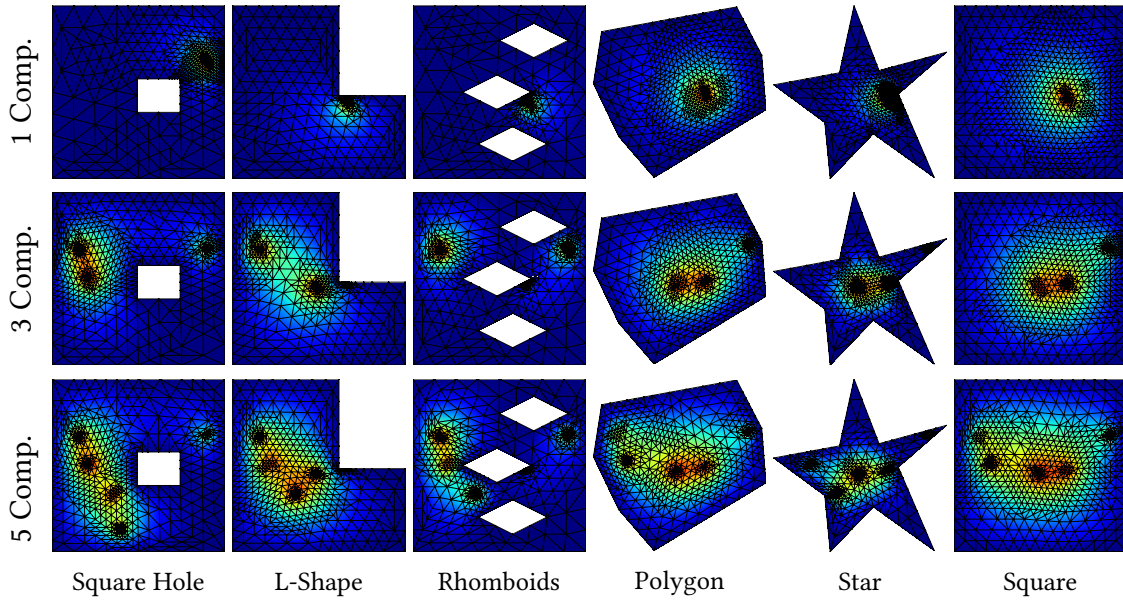 1 Comp.
3 Comp.
5 Comp.
Square Hole
L-Shape
Rhomboids
Polygon
Star
Square